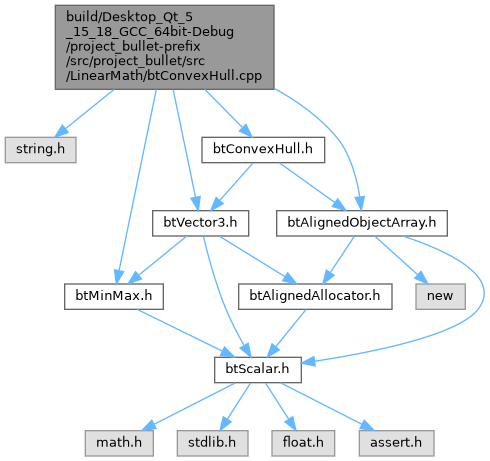 build/Desktop_Qt_5
_15_18_GCC_64bit-Debug
/project_bullet-prefix
/src/project_bullet/src
/LinearMath/btConvexHull.cpp
string.h
btConvexHull.h
btVector3.h
btAlignedObjectArray.h
btMinMax.h
btAlignedAllocator.h
new
btScalar.h
math.h
stdlib.h
float.h
assert.h